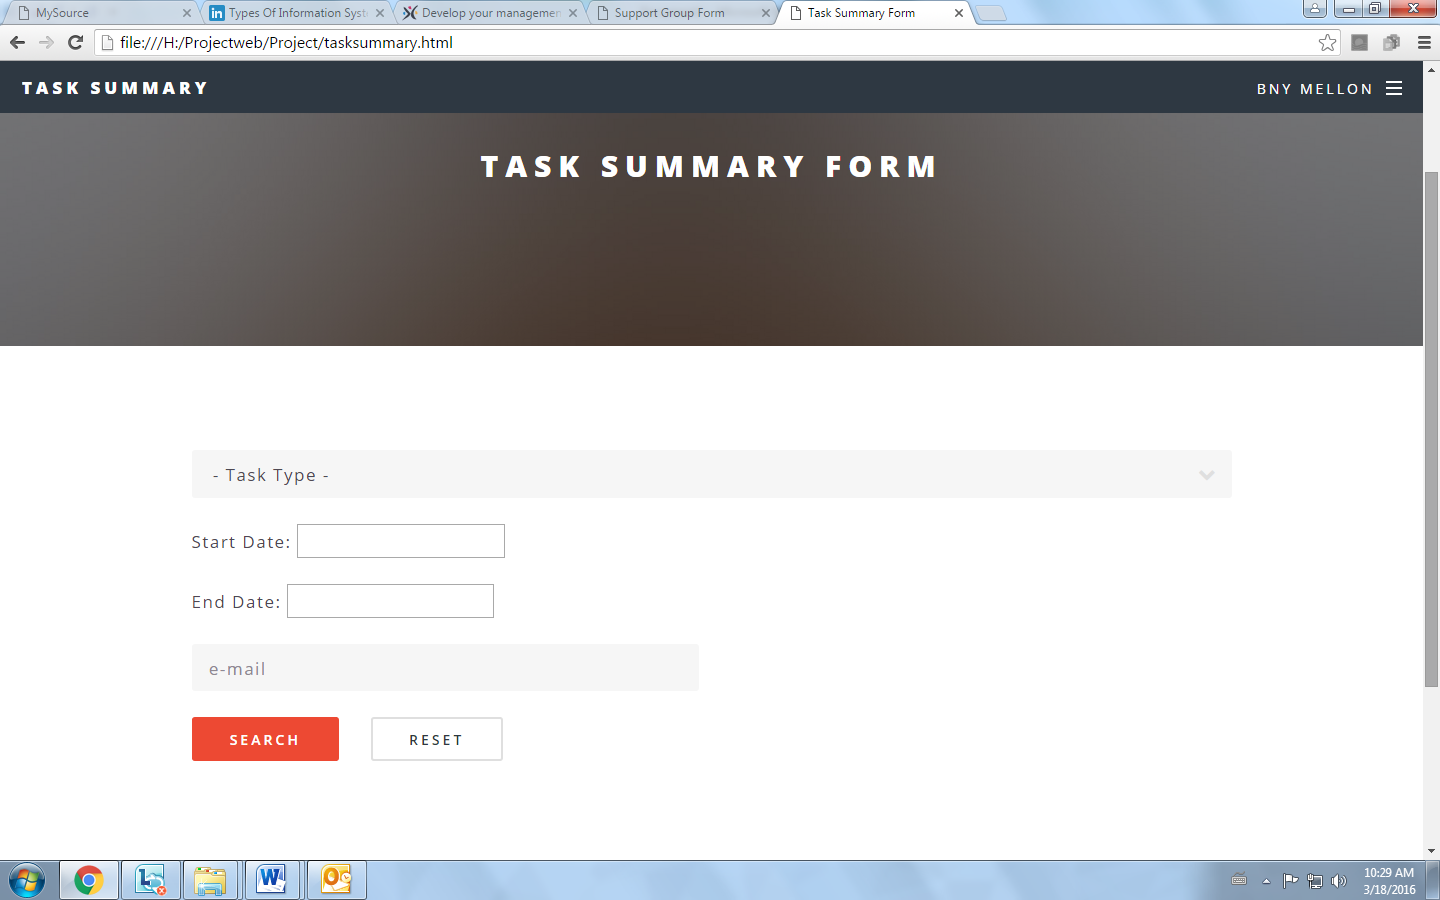 MySource
Types Of Information Syst
Develop your managemen
Support Group Form
Task Summary Form
file:///H:/Projectweb/Project/tasksummary.html
TASK SUMMARY
BNY MELLON
TASK SUMMARY FORM
- Task Type -
Start Date:
End Date:
e-mail
SEARCH
RESET
10:29 AM
3/18/2016